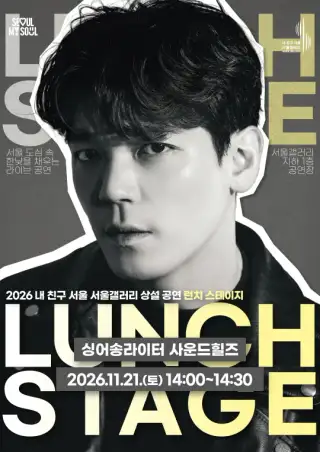 SEOUL
MY SOUL
LUNCH
STAGE
서울 도심 속
한낮을 채우는
라이브 공연
서울갤러리
지하 1층
공연장
2026 내 친구 서울 서울갤러리 상설 공연 런치 스테이지
LUNCH
싱어송라이터 사운드힐즈
2026.11.21.(토) 14:00~14:30
STAGE